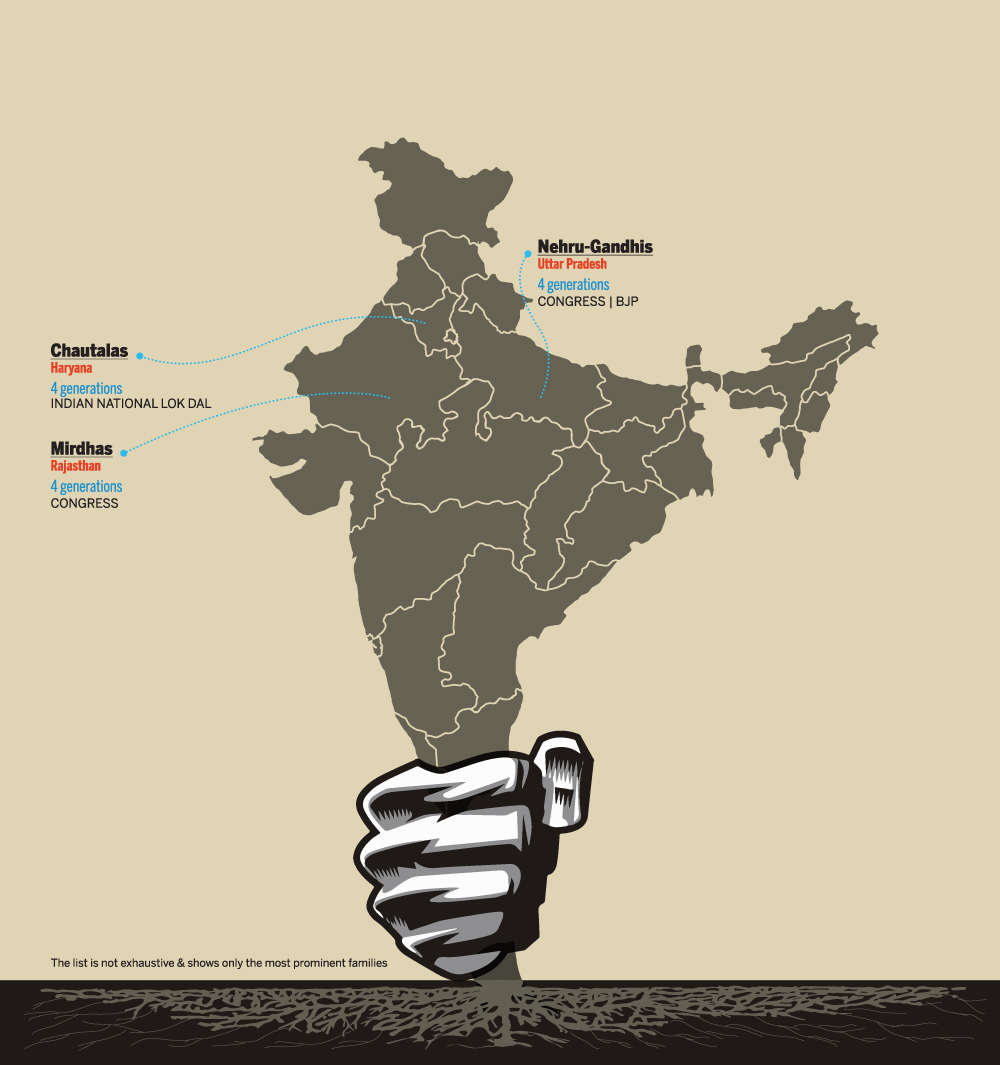 Nehru-Gandhis
Uttar Pradesh
4 generations
CONGRESS | BJP
Chautalas
Haryana
4 generations
INDIAN NATIONAL LOK DAL
Mirdhas
Rajasthan
4 generations
CONGRESS
The list is not exhaustive & shows only the most prominent families